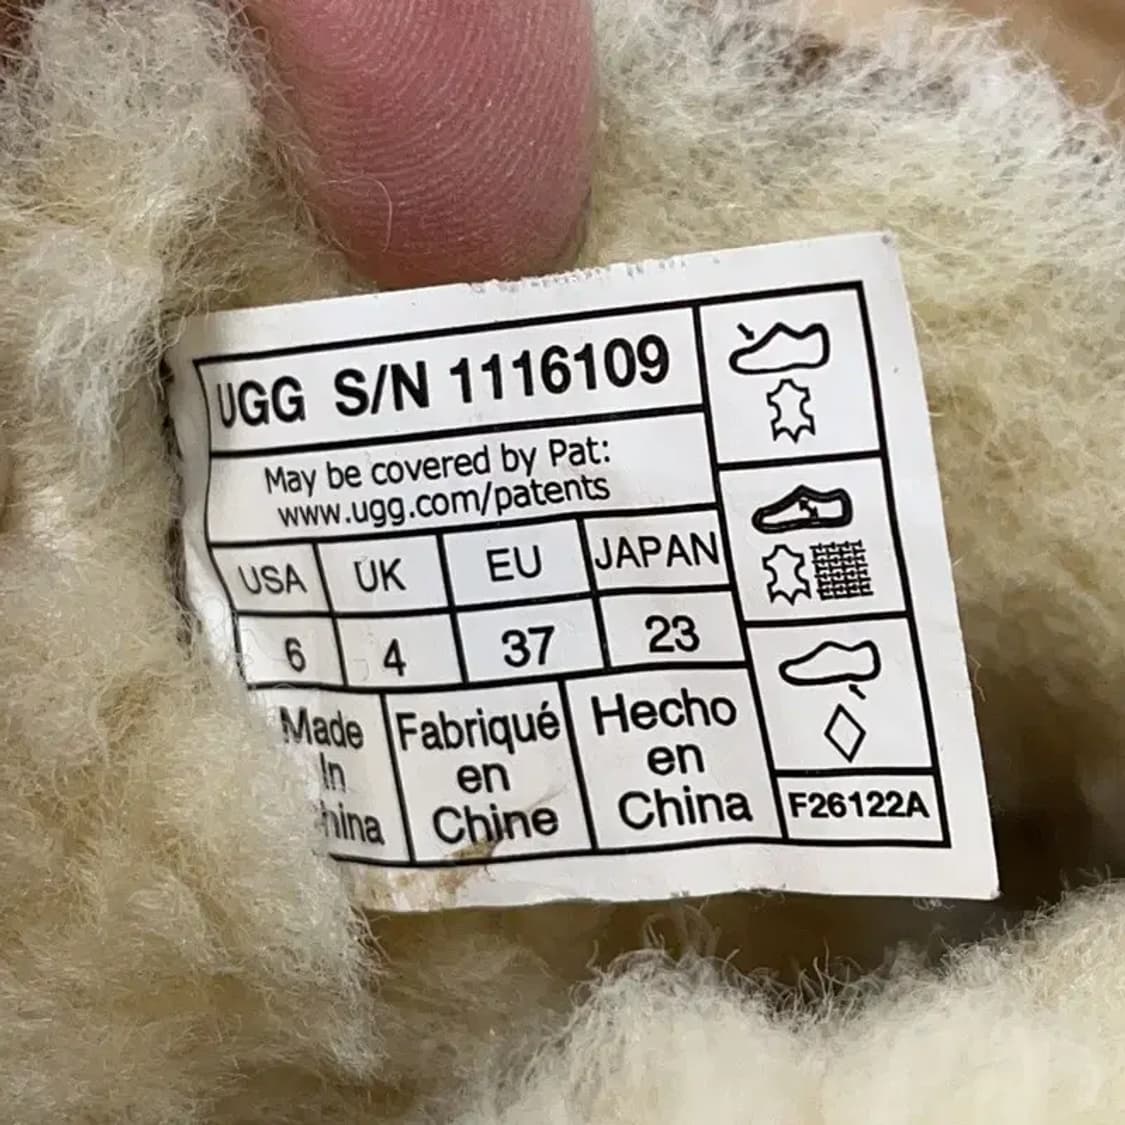 UGG S/N 1116109
May be covered by Pat:
www.ugg.com/patents
USA UK EU JAPAN
6 4 37 23
Made
In
China
Fabriqué
en
Chine
Hecho
en
China
F26122A